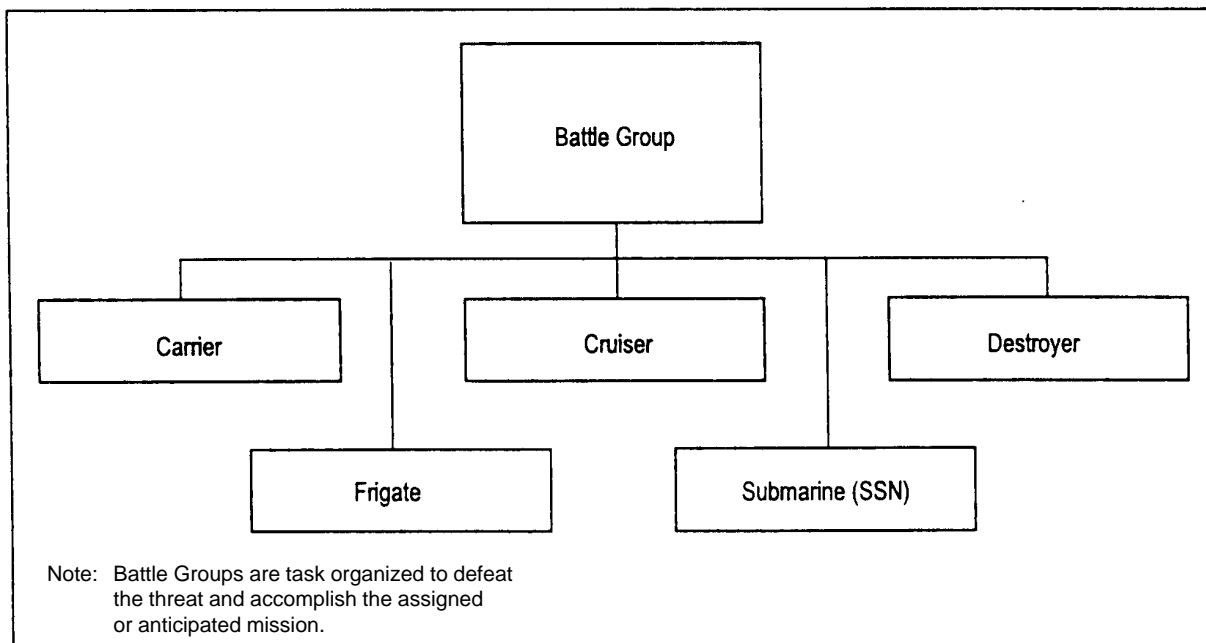 Battle Group
Carrier
Cruiser
Destroyer
Frigate
Submarine (SSN)
Note: Battle Groups are task organized to defeat
the threat and accomplish the assigned
or anticipated mission.